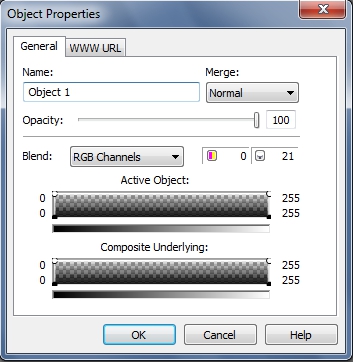 Object Properties
General WWW URL
Name: Merge:
Object 1 Normal
Opacity: 100
Blend: RGB Channels 0 21
Active Object:
0 255
0 255
Composite Underlying:
0 255
0 255
OK Cancel Help